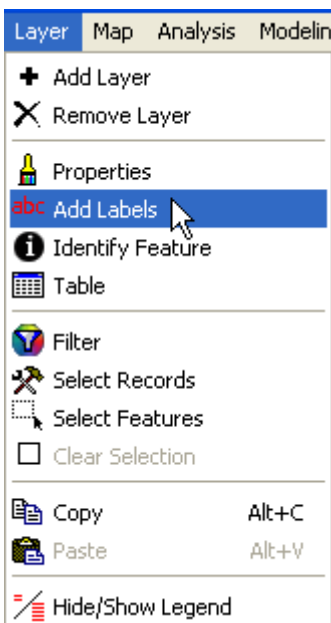 Layer Map Analysis Modelin
Add Layer
Remove Layer
Properties
abc Add Labels
Identify Feature
Table
Filter
Select Records
Select Features
Clear Selection
Copy Alt+C
Paste Alt+V
Hide/Show Legend